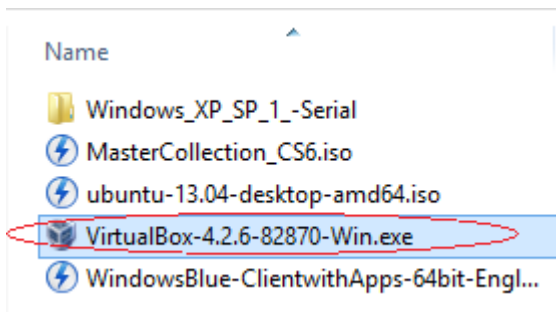 Name
Windows_XP_SP_1_-Serial
MasterCollection_CS6.iso
ubuntu-13.04-desktop-amd64.iso
VirtualBox-4.2.6-82870-Win.exe
WindowsBlue-ClientwithApps-64bit-Engl...